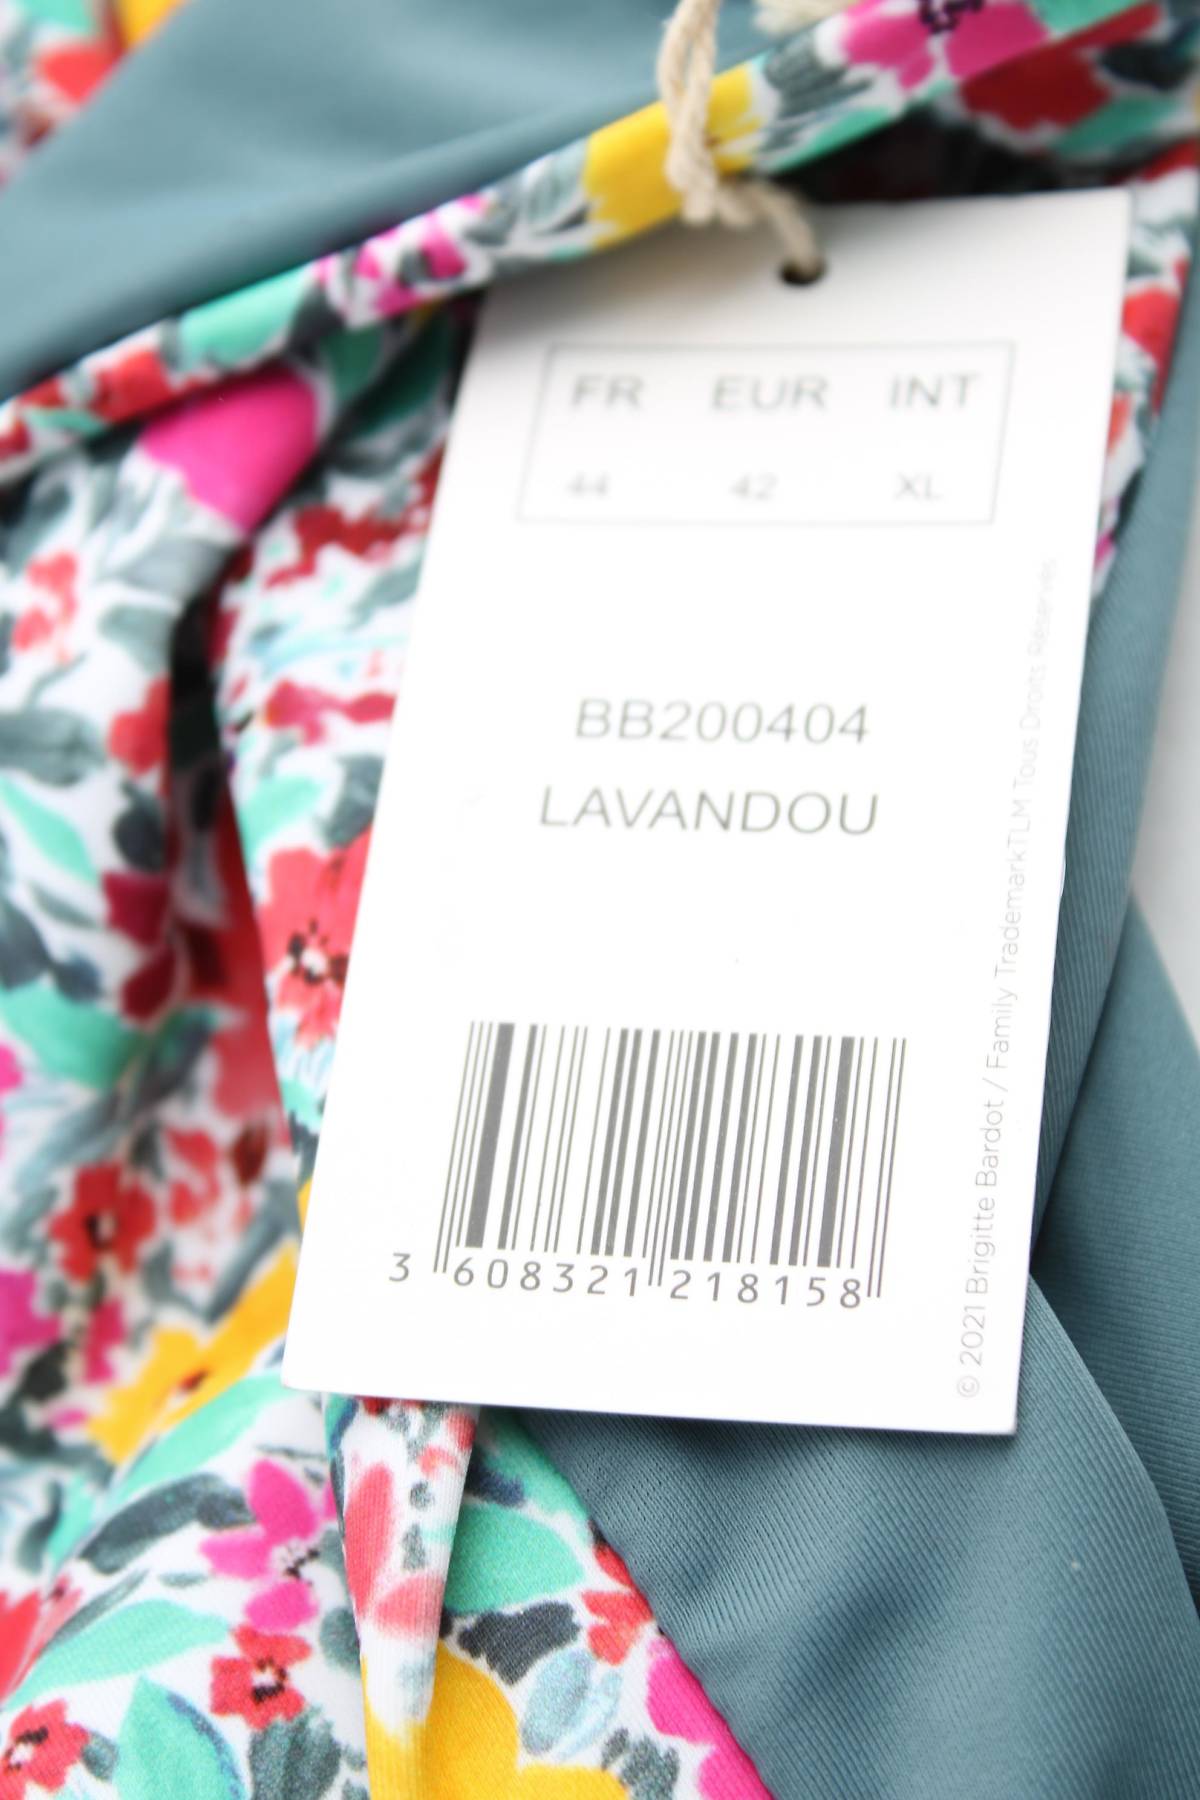 FR EUR INT
44 42 XL
BB200404
LAVANDOU
3 608321 218158
© 2021 Brigitte Bardot / Family TrademarkTLM Tous Droits Réservés